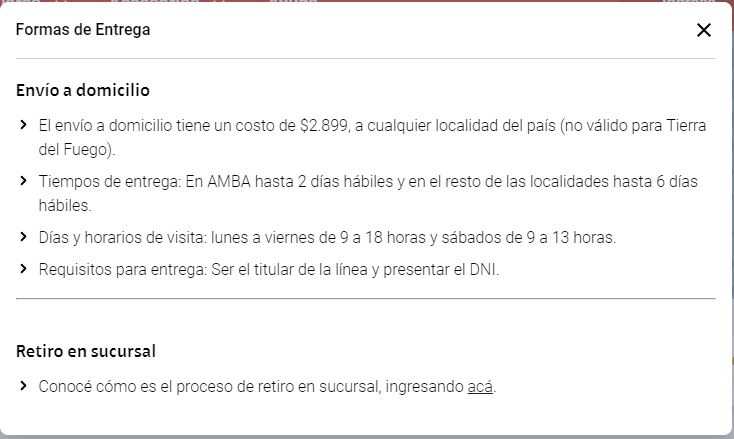 Formas de Entrega
Envío a domicilio
El envío a domicilio tiene un costo de $2.899, a cualquier localidad del país (no válido para Tierra
del Fuego).
Tiempos de entrega: En AMBA hasta 2 días hábiles y en el resto de las localidades hasta 6 días
hábiles.
Días y horarios de visita: lunes a viernes de 9 a 18 horas y sábados de 9 a 13 horas.
Requisitos para entrega: Ser el titular de la línea y presentar el DNI.
Retiro en sucursal
Conocé cómo es el proceso de retiro en sucursal, ingresando acá.